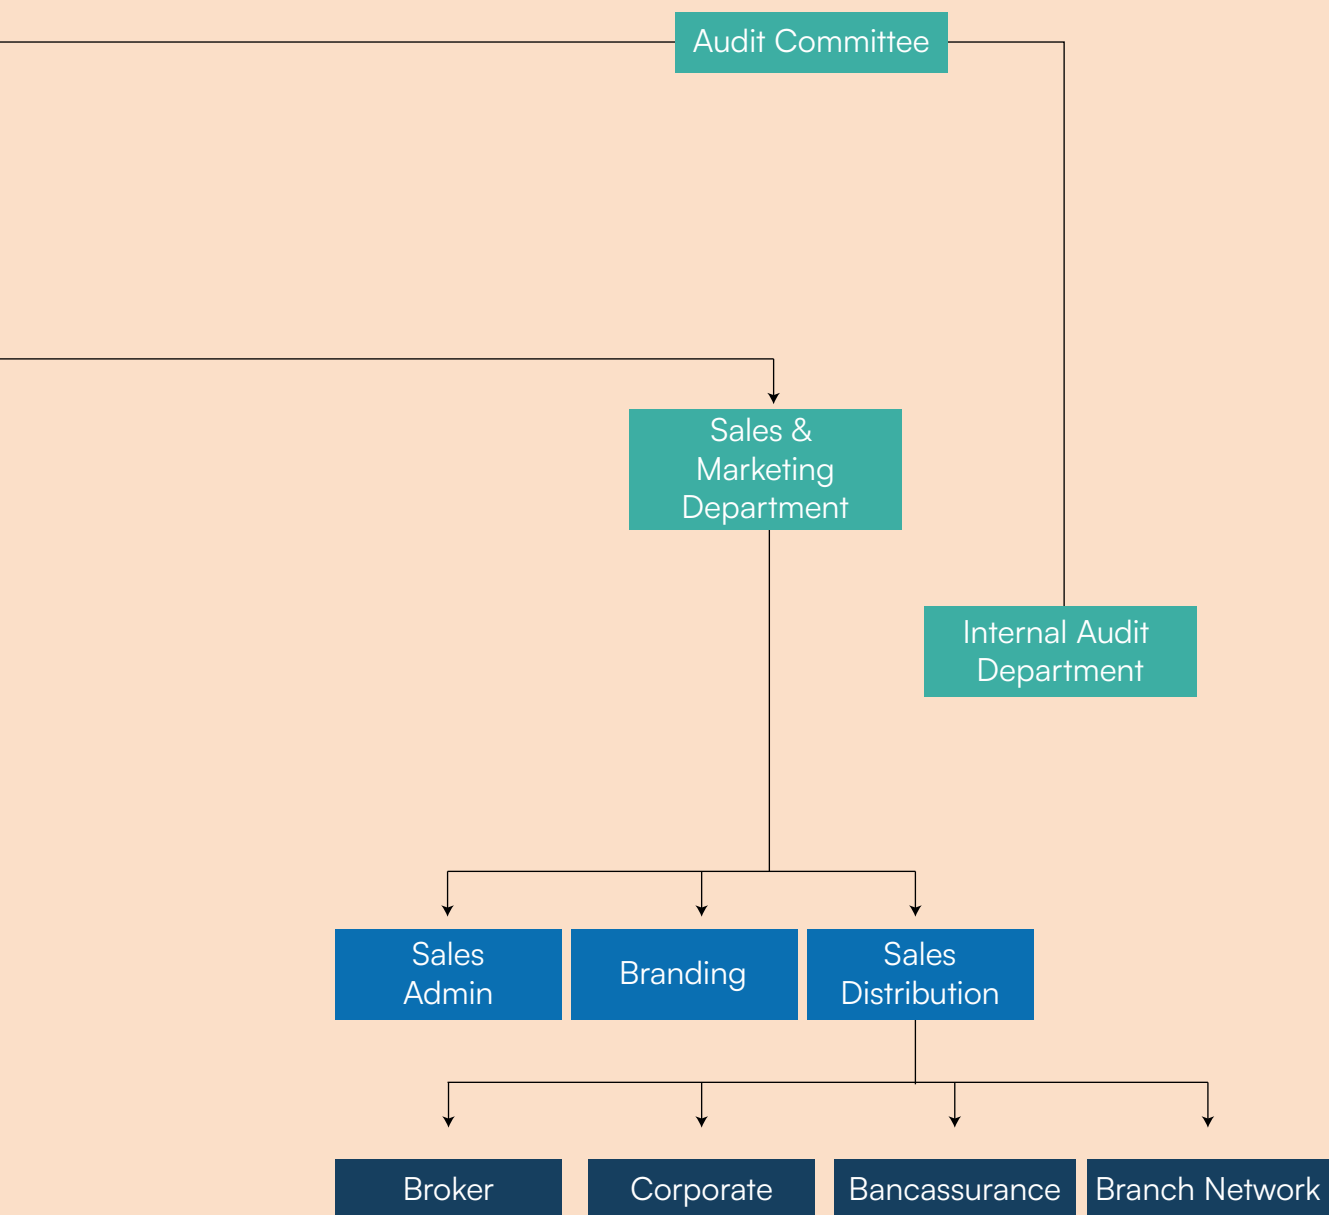 Audit Committee
Sales &
Marketing
Department
Internal Audit
Department
Sales
Admin
Branding
Sales
Distribution
Broker
Corporate
Bancassurance
Branch Network